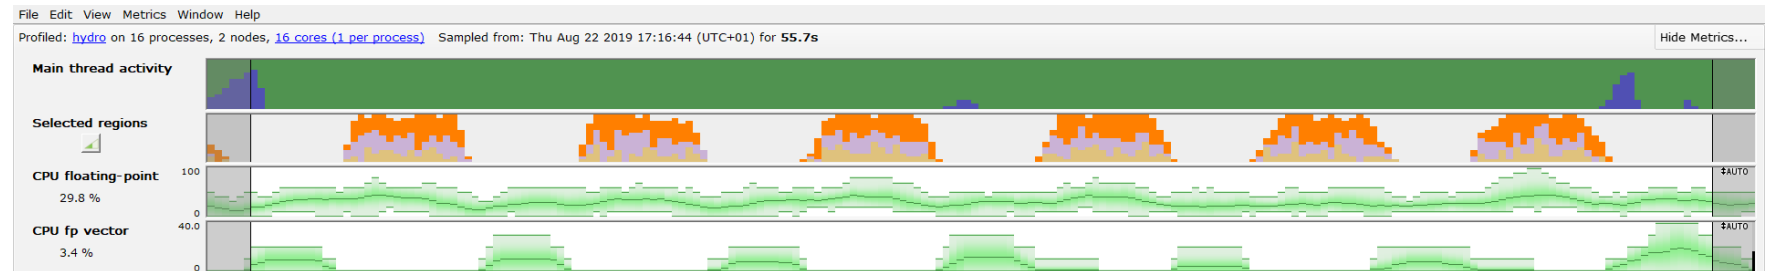 File Edit View Metrics Window Help
Profiled: hydro on 16 processes, 2 nodes, 16 cores (1 per process) Sampled from: Thu Aug 22 2019 17:16:44 (UTC+01) for 55.7s Hide Metrics...
Main thread activity
Selected regions
CPU floating-point 100 ‡AUTO
29.8 % 0
CPU fp vector 40.0 ‡AUTO
3.4 % 0